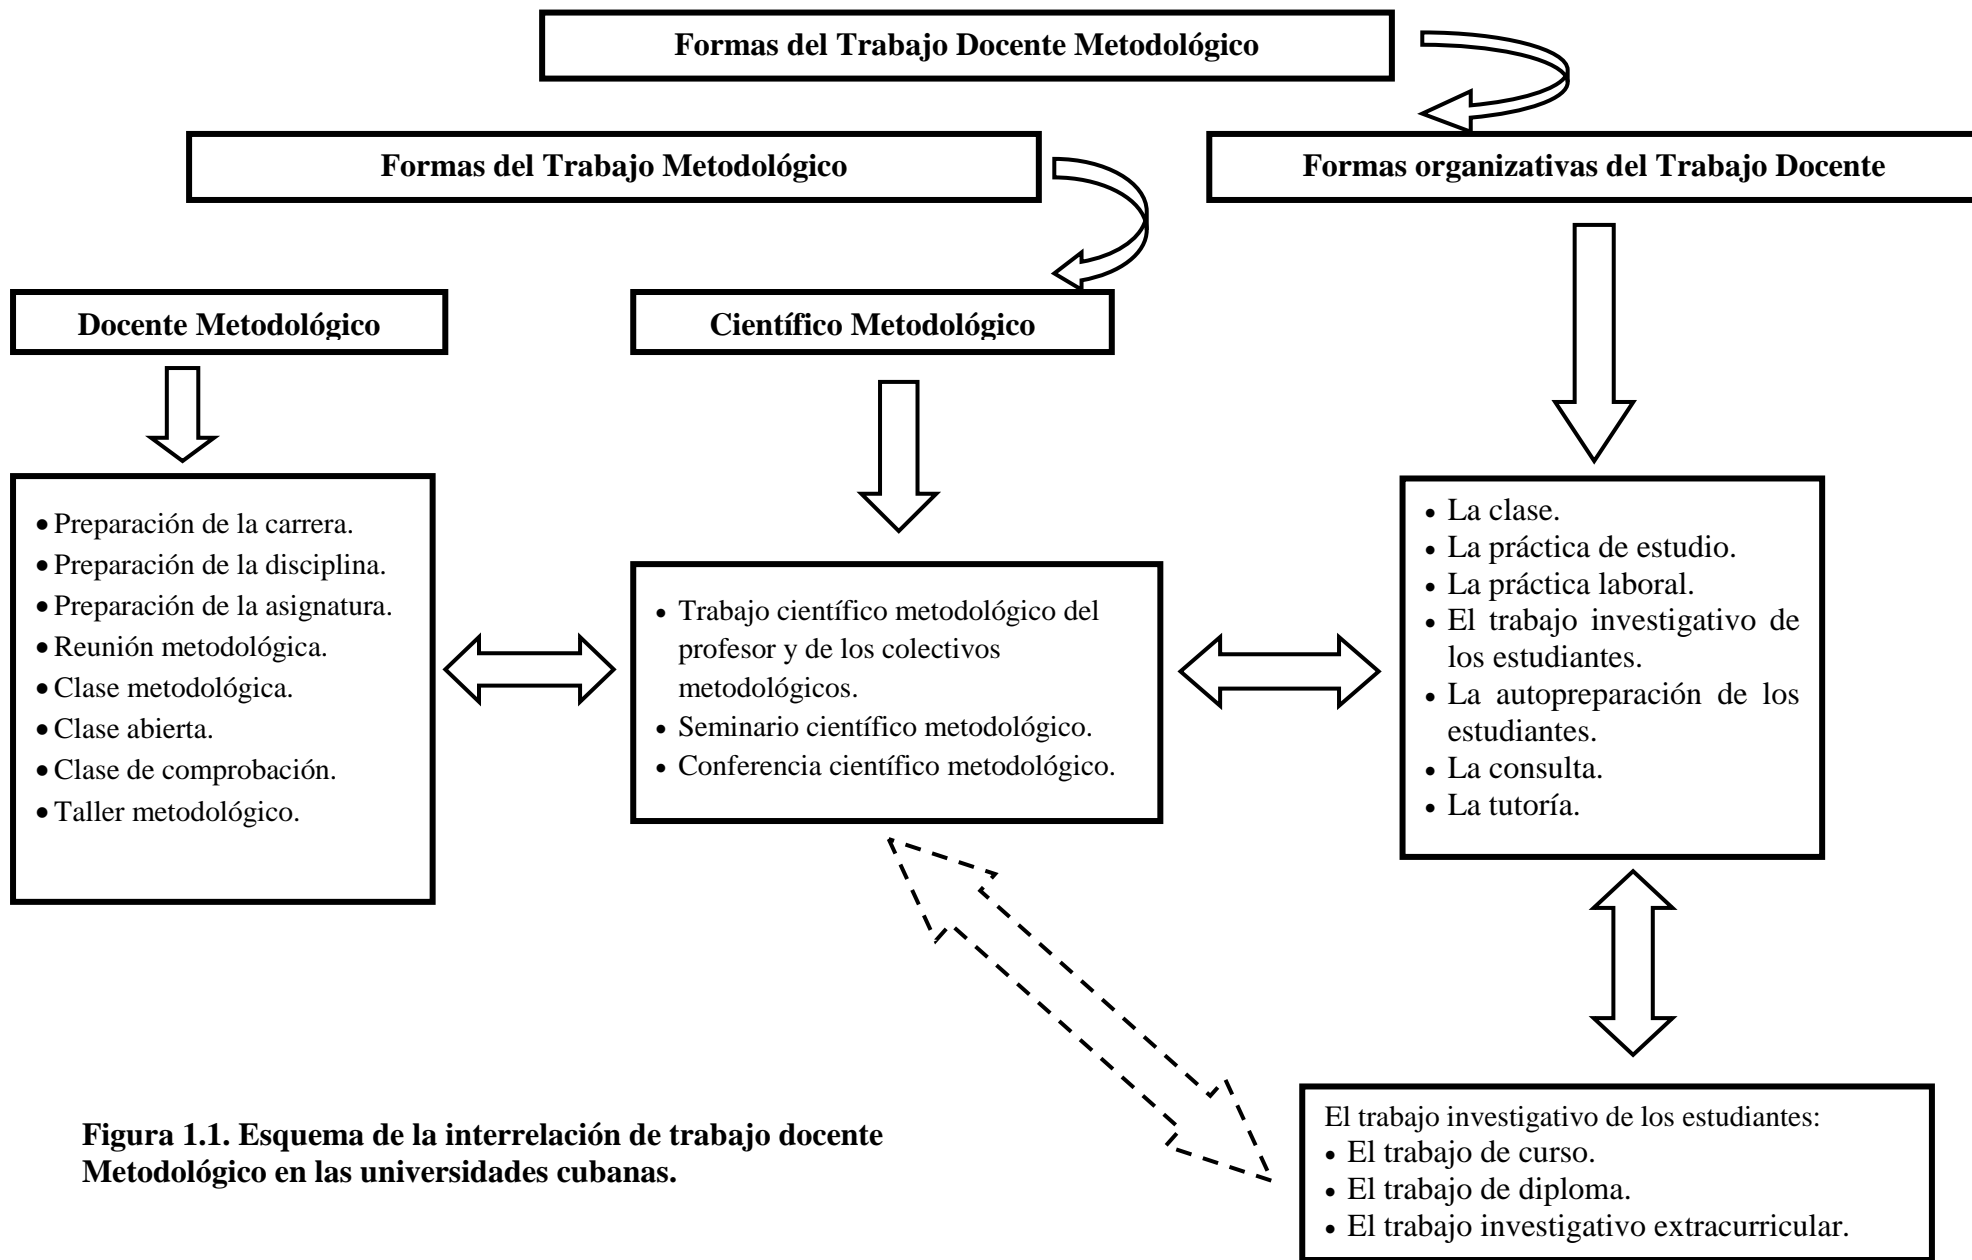 Formas del Trabajo Docente Metodológico
Formas del Trabajo Metodológico
Formas organizativas del Trabajo Docente
Docente Metodológico
Científico Metodológico
• Preparación de la carrera.
• Preparación de la disciplina.
• Preparación de la asignatura.
• Reunión metodológica.
• Clase metodológica.
• Clase abierta.
• Clase de comprobación.
• Taller metodológico.
• Trabajo científico metodológico del
profesor y de los colectivos
metodológicos.
• Seminario científico metodológico.
• Conferencia científico metodológico.
• La clase.
• La práctica de estudio.
• La práctica laboral.
• El trabajo investigativo de
los estudiantes.
• La autopreparación de los
estudiantes.
• La consulta.
• La tutoría.
El trabajo investigativo de los estudiantes:
• El trabajo de curso.
• El trabajo de diploma.
• El trabajo investigativo extracurricular.
Figura 1.1. Esquema de la interrelación de trabajo docente
Metodológico en las universidades cubanas.